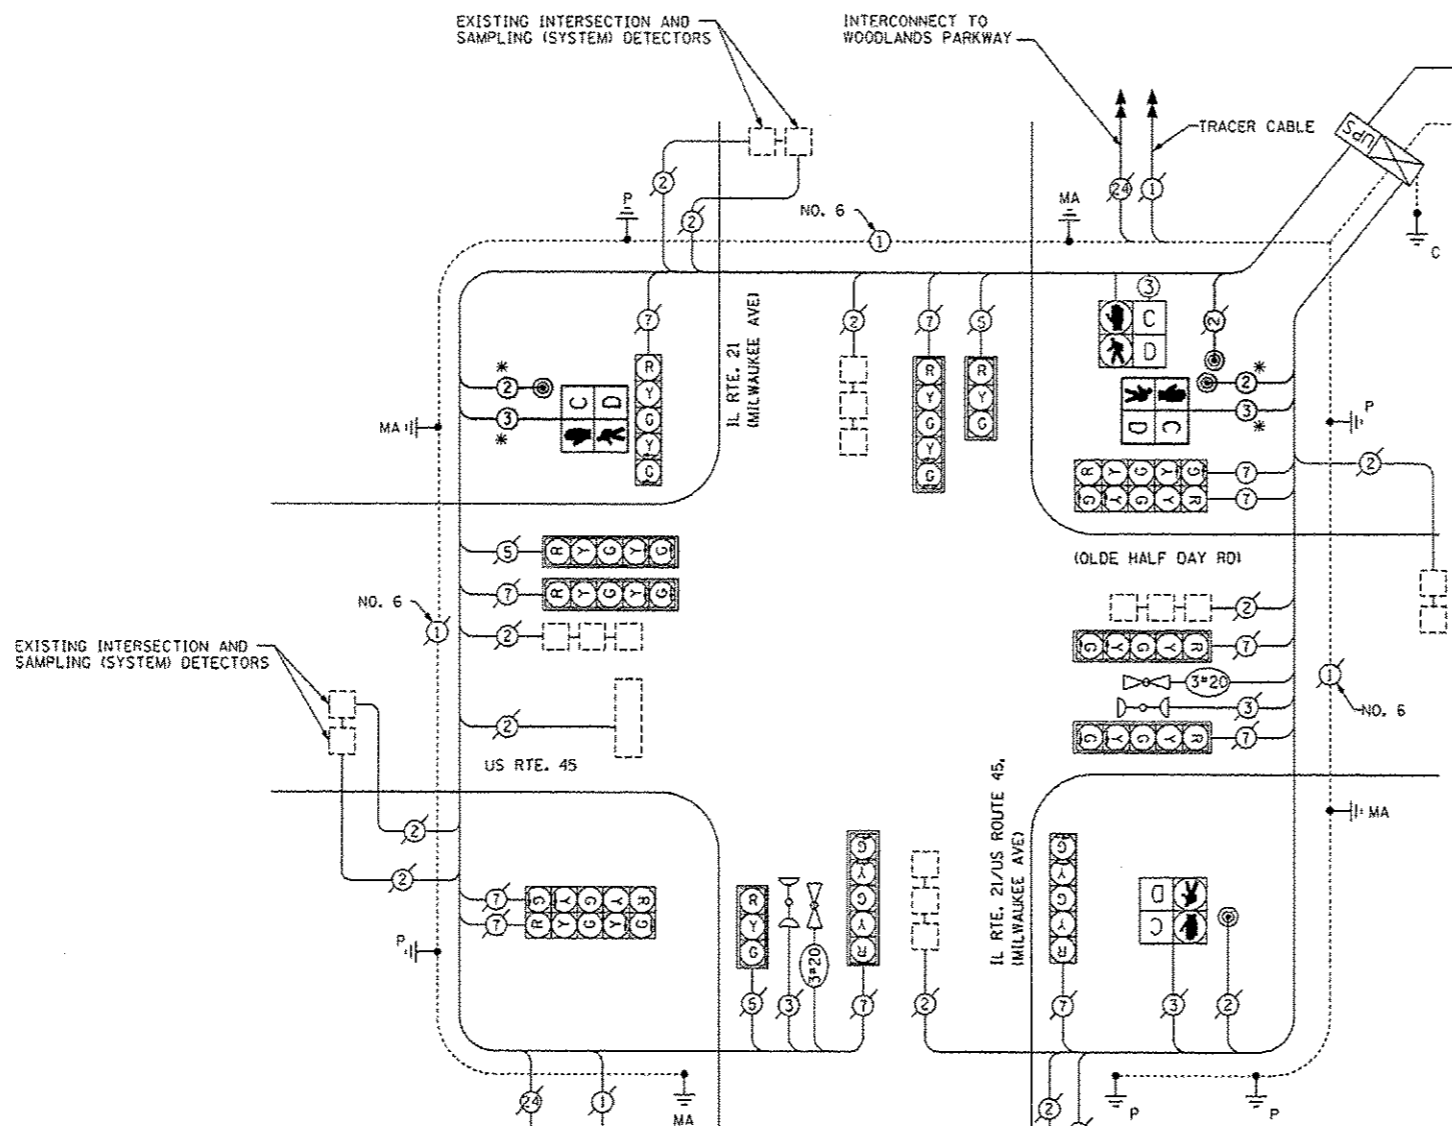 EXISTING INTERSECTION AND
SAMPLING (SYSTEM) DETECTORS
INTERCONNECT TO
WOODLANDS PARKWAY
TRACER CABLE
UPS
2
2
24
1
P
NO. 6
1
MA
C
IL RTE. 21
(MILWAUKEE AVE)
7
R
Y
G
Y
G
2
7
R
Y
G
Y
G
5
R
Y
G
3
C
D
2
*
2
3
*
C D
MA
*
2
3
*
D C
P
2
R Y G Y G
7
G Y G Y R
7
5
R Y G Y G
7
R Y G Y G
2
(OLDE HALF DAY RD)
2
G Y G Y R
7
3#20
3
G Y G Y R
7
1
NO. 6
NO. 6
1
EXISTING INTERSECTION AND
SAMPLING (SYSTEM) DETECTORS
2
US RTE. 45
IL RTE. 21/US ROUTE 45.
(MILWAUKEE AVE)
MA
2
2
7
G Y G Y R
7
R Y G Y G
P
R
Y
G
5
3
3#20
G
Y
G
Y
R
7
2
G
Y
G
Y
R
7
D
C
3
2
24
1
MA
2
P
P